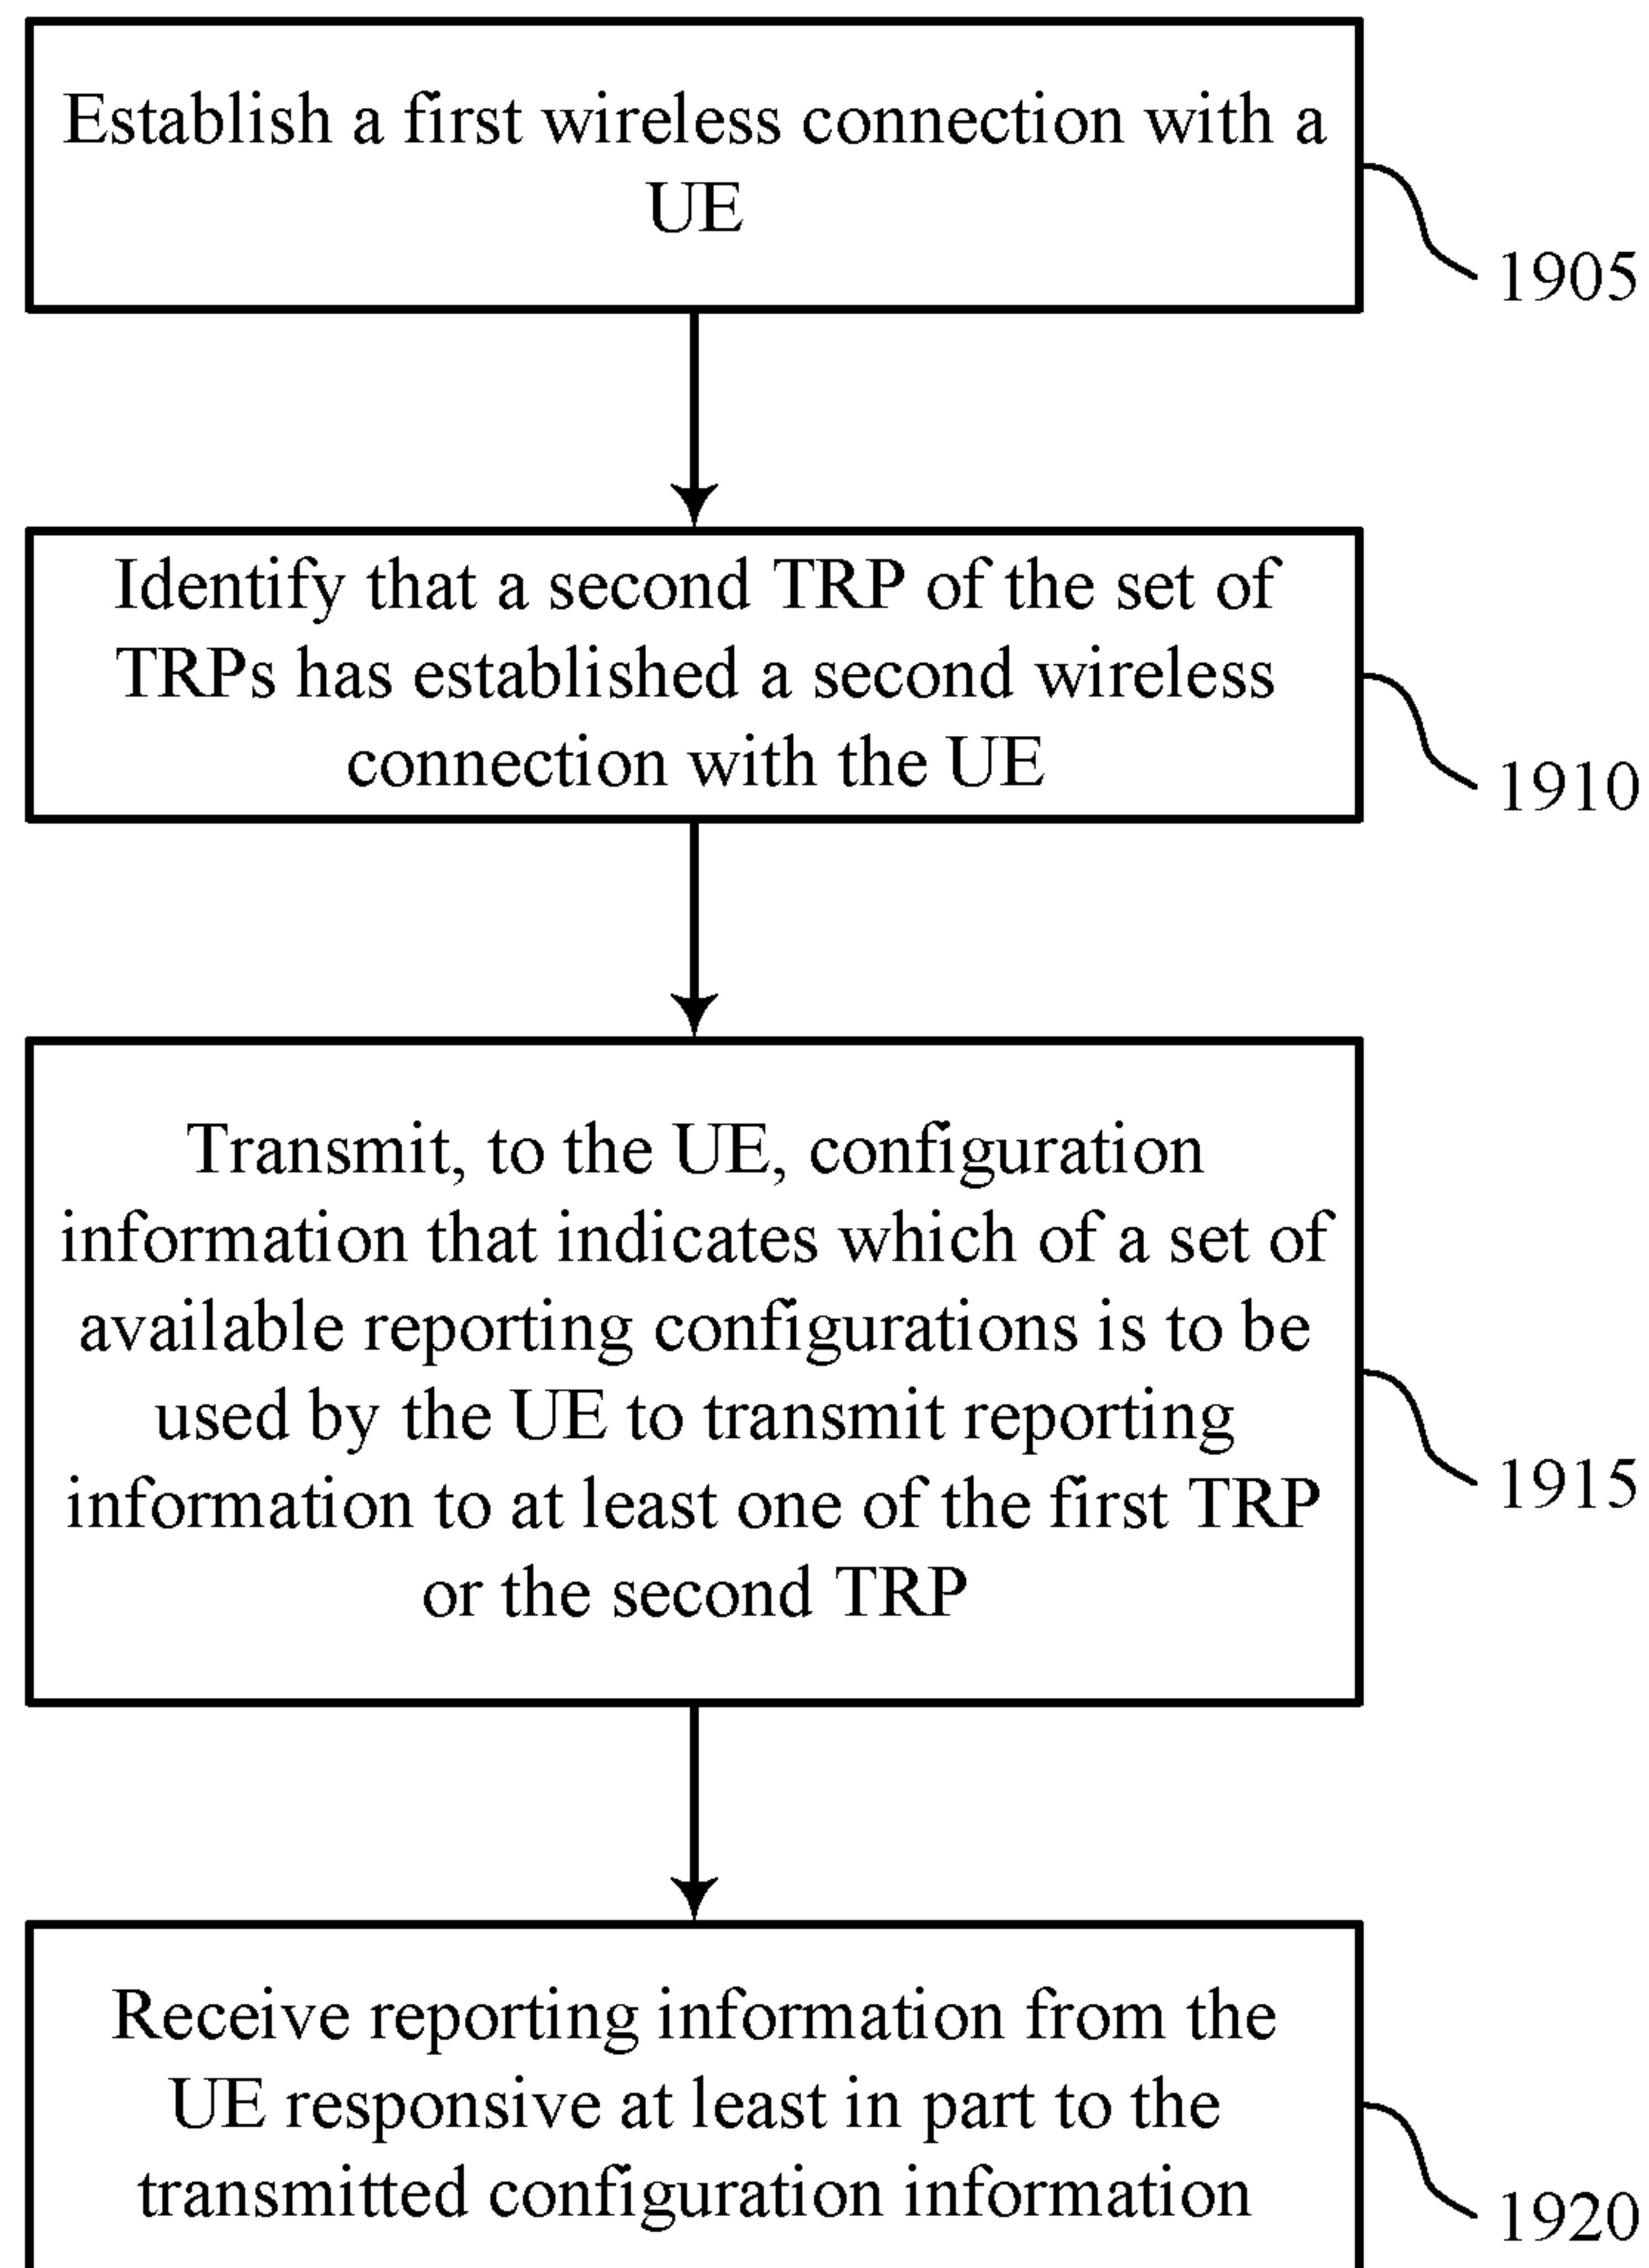 Establish a first wireless connection with a
UE
1905
Identify that a second TRP of the set of
TRPs has established a second wireless
connection with the UE
1910
Transmit, to the UE, configuration
information that indicates which of a set of
available reporting configurations is to be
used by the UE to transmit reporting
information to at least one of the first TRP
or the second TRP
1915
Receive reporting information from the
UE responsive at least in part to the
transmitted configuration information
1920